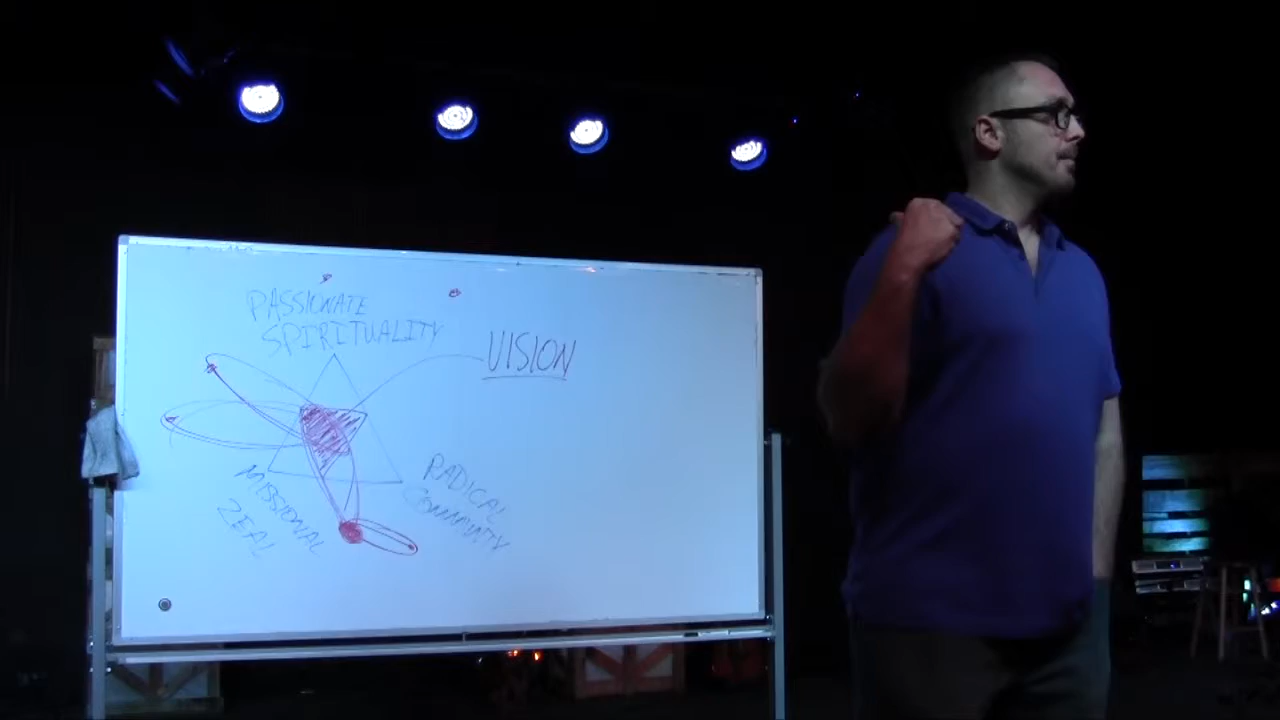 PASSIONATE
SPIRITUALITY
VISION
RADICAL
COMMUNITY
MISSIONAL
ZEAL